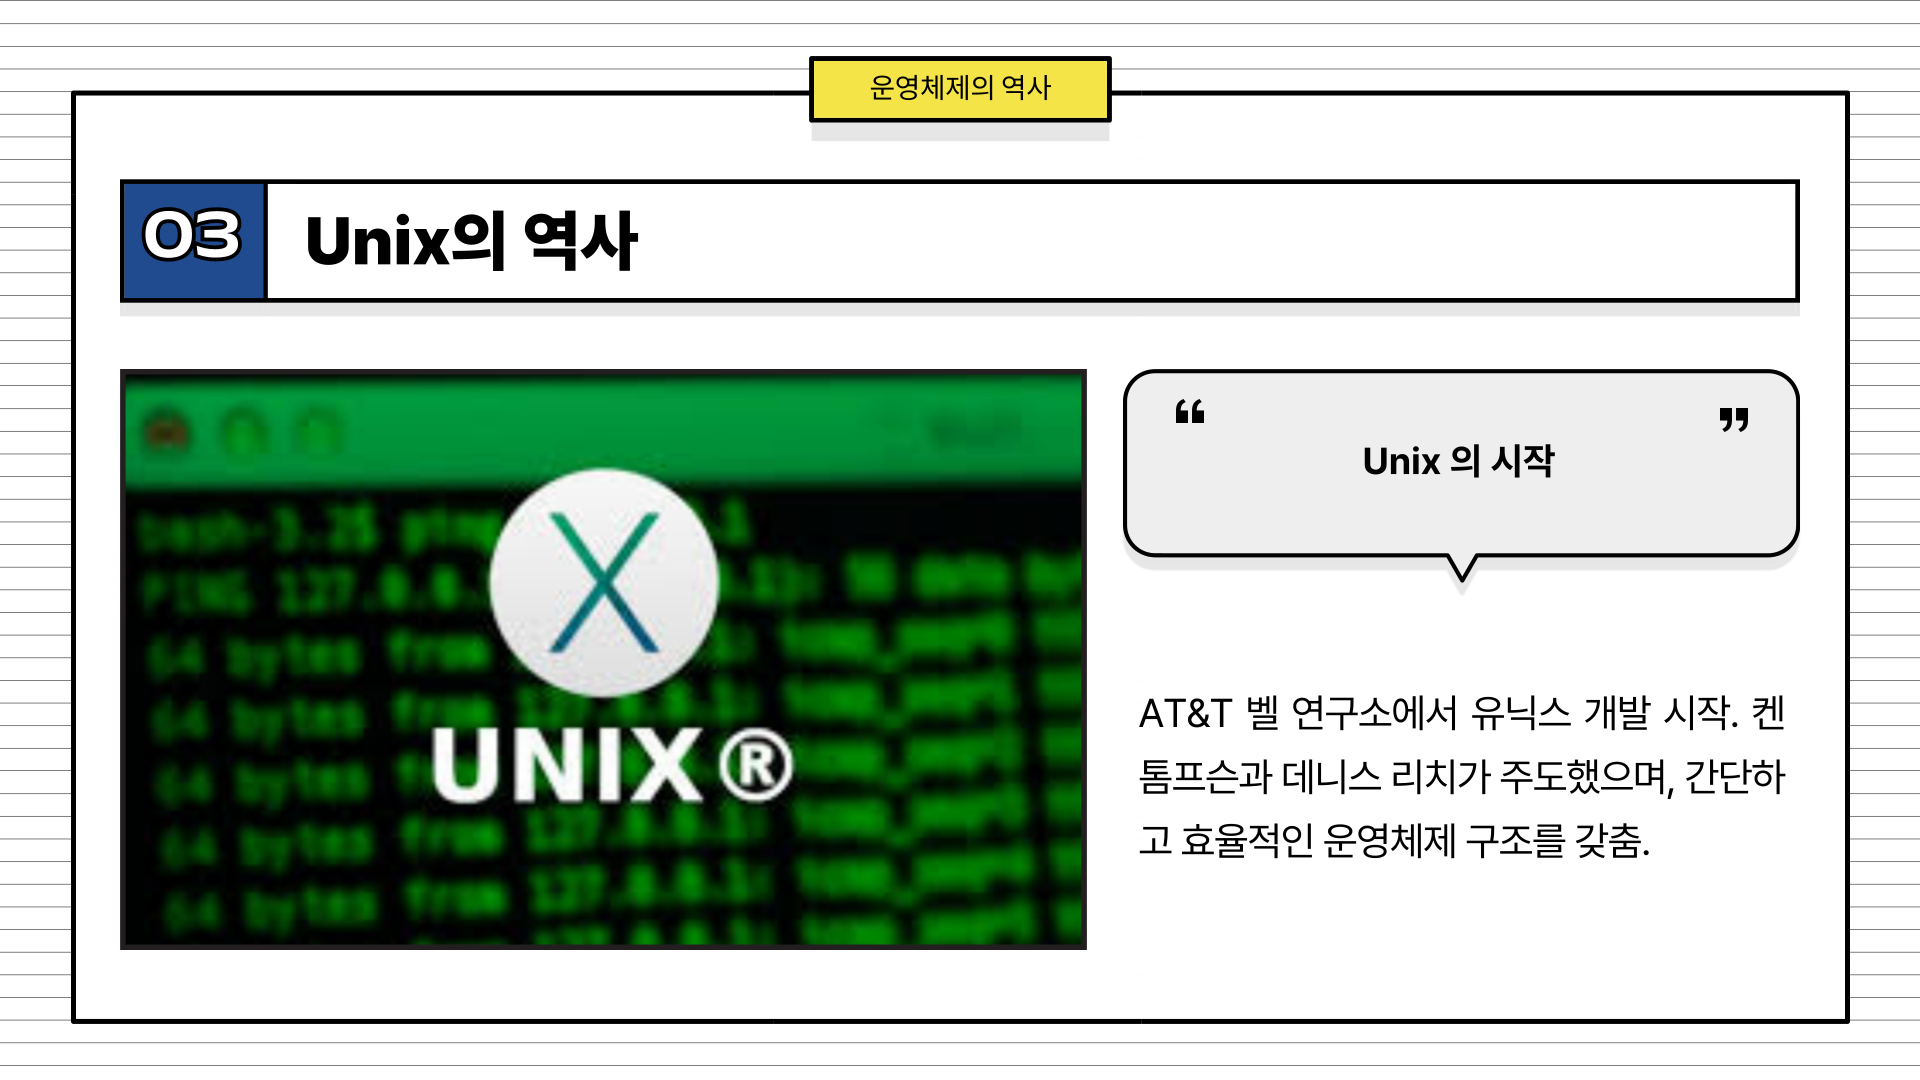 운영체제의 역사
03
Unix의 역사
“ ”
Unix 의 시작
X
UNIX®
bash-3.2$ ping
PING 127.0.0.
64 bytes from
64 bytes from 127.0.0.1:
64 bytes
64 bytes from 127.0.0.1:
64 bytes from 127.0.0.1:
AT&T 벨 연구소에서 유닉스 개발 시작. 켄
톰프슨과 데니스 리치가 주도했으며, 간단하
고 효율적인 운영체제 구조를 갖춤.